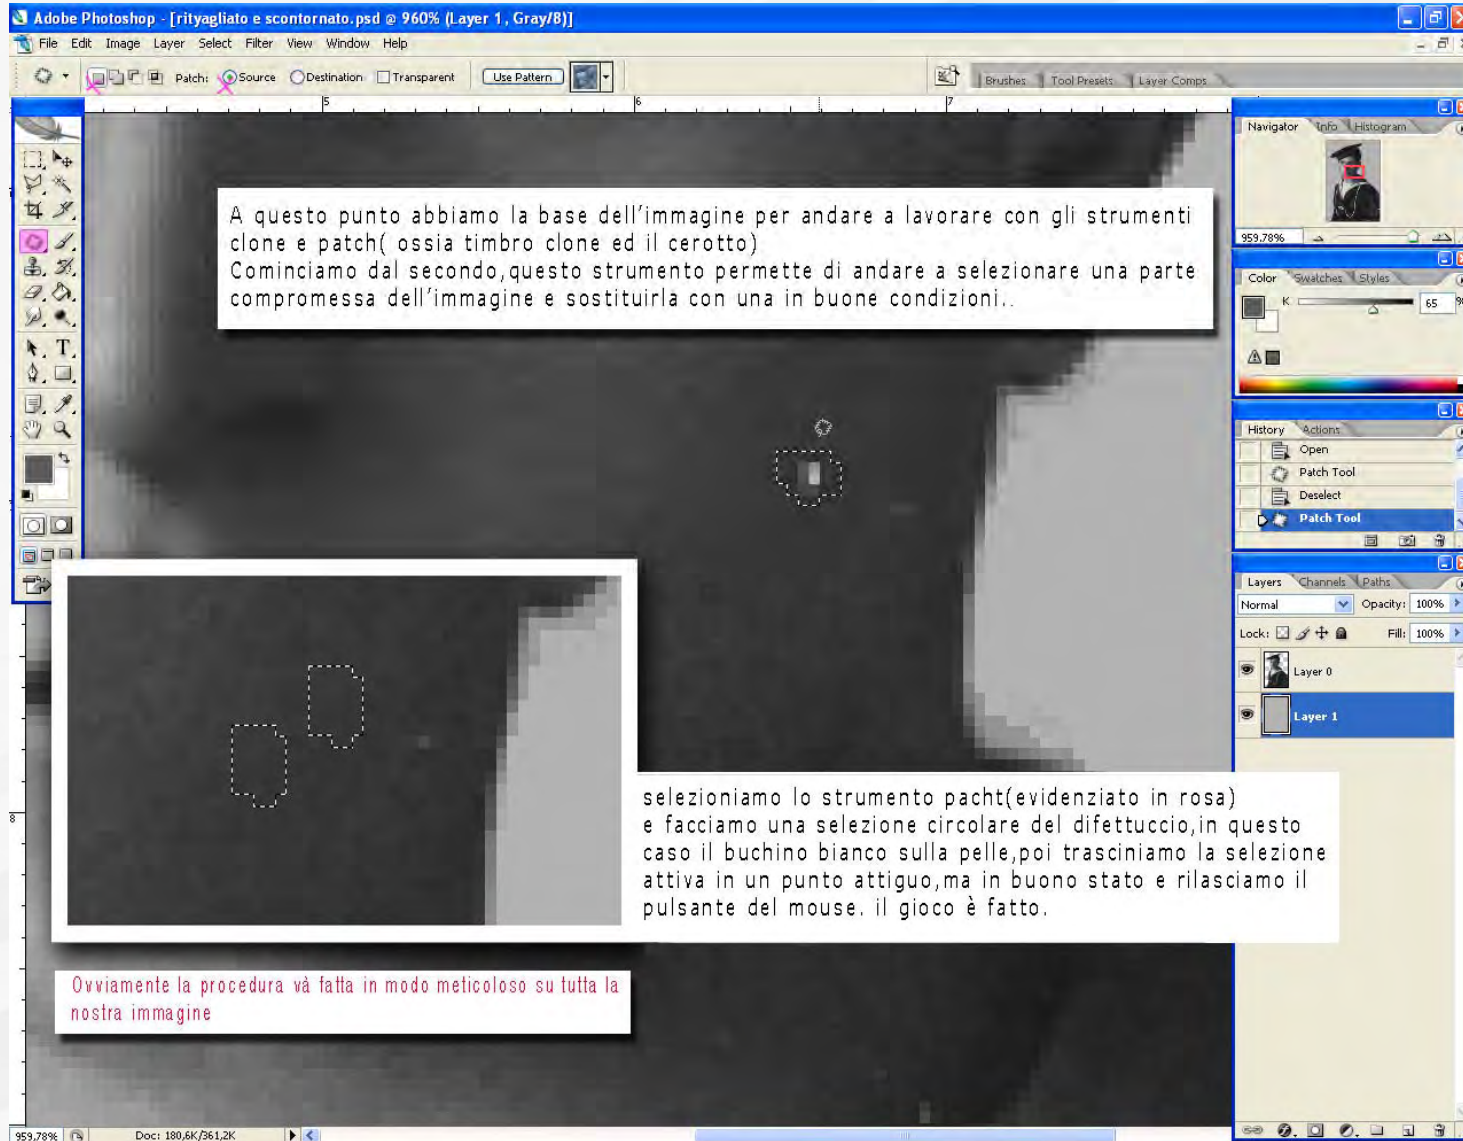 Adobe Photoshop - [rityagliato e scontornato.psd @ 960% (Layer 1, Gray/8)]
File Edit Image Layer Select Filter View Window Help
Patch: Source Destination Transparent Use Pattern
Brushes Tool Presets Layer Comps
5 6 7
Navigator Info Histogram
959.78%
A questo punto abbiamo la base dell'immagine per andare a lavorare con gli strumenti
clone e patch( ossia timbro clone ed il cerotto)
Cominciamo dal secondo,questo strumento permette di andare a selezionare una parte
compromessa dell'immagine e sostituirla con una in buone condizioni..
Color Swatches Styles
K 65 %
History Actions
Open
Patch Tool
Deselect
Patch Tool
Layers Channels Paths
Normal Opacity: 100%
Lock: Fill: 100%
Layer 0
Layer 1
8
selezioniamo lo strumento pacht(evidenziato in rosa)
e facciamo una selezione circolare del difettuccio,in questo
caso il buchino bianco sulla pelle,poi trasciniamo la selezione
attiva in un punto attiguo,ma in buono stato e rilasciamo il
pulsante del mouse. il gioco è fatto.
Ovviamente la procedura và fatta in modo meticoloso su tutta la
nostra immagine
959,78% Doc: 180,6K/361,2K